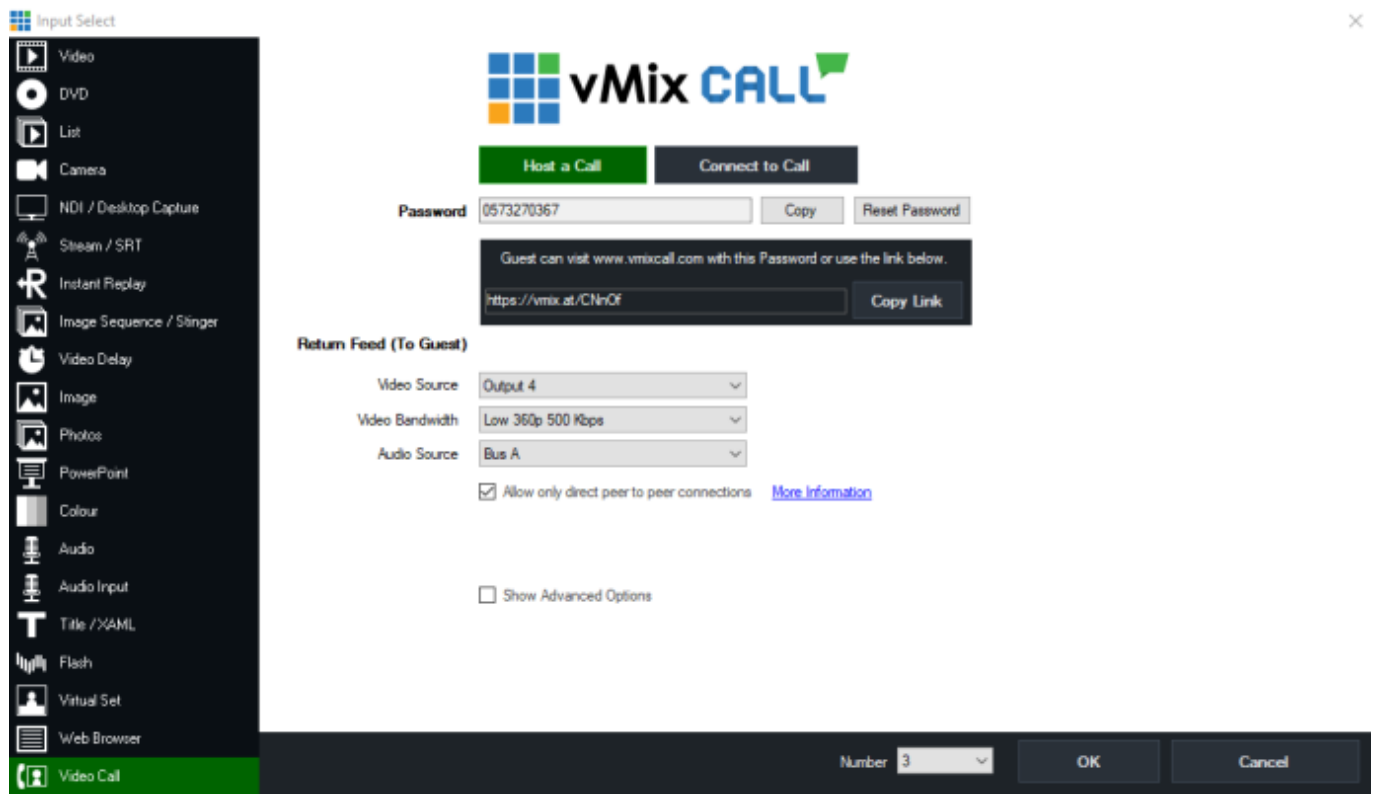 Input Select
Video
DVD
List
Camera
NDI / Desktop Capture
Stream / SRT
Instant Replay
Image Sequence / Stinger
Video Delay
Image
Photos
PowerPoint
Colour
Audio
Audio Input
Title / XAML
Flash
Virtual Set
Web Browser
Video Call
vMix CALL
Host a Call
Connect to Call
Password 0573270367 Copy Reset Password
Guest can visit www.vmixcall.com with this Password or use the link below.
https://vmix.at/CNnOf Copy Link
Return Feed (To Guest)
Video Source Output 4
Video Bandwidth Low 360p 500 Kbps
Audio Source Bus A
Allow only direct peer to peer connections More Information
Show Advanced Options
Number 3 OK Cancel